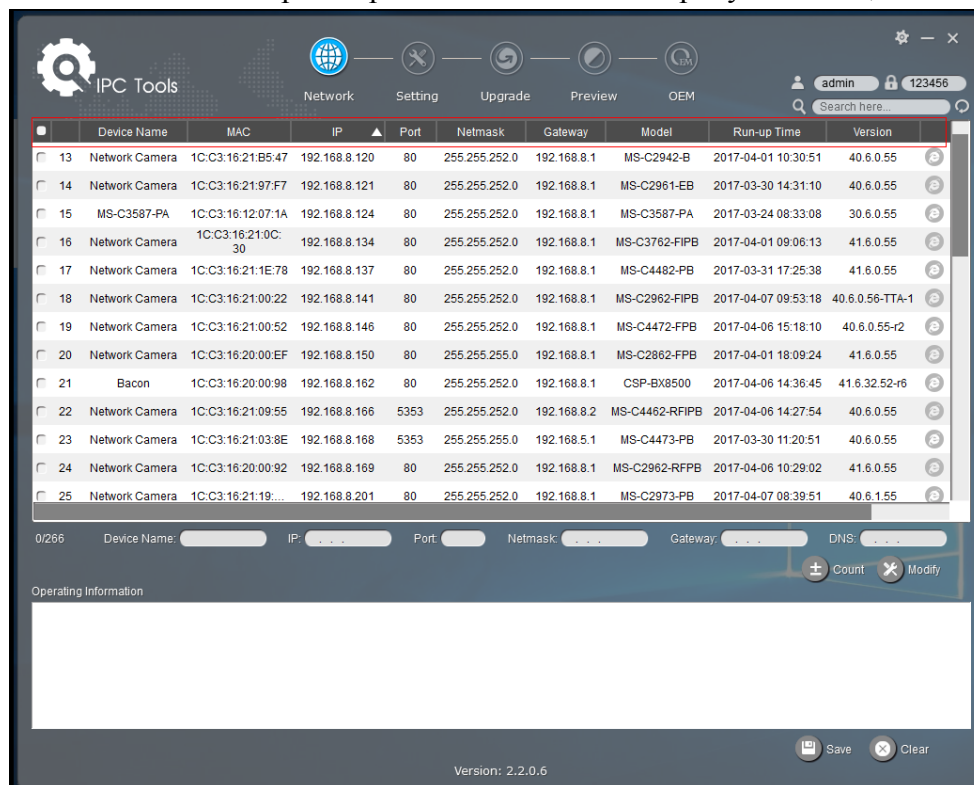 IPC Tools
Network Setting Upgrade Preview OEM
admin 123456
Search here...
Device Name MAC IP Port Netmask Gateway Model Run-up Time Version
13 Network Camera 1C:C3:16:21:B5:47 192.168.8.120 80 255.255.252.0 192.168.8.1 MS-C2942-B 2017-04-01 10:30:51 40.6.0.55
14 Network Camera 1C:C3:16:21:97:F7 192.168.8.121 80 255.255.252.0 192.168.8.1 MS-C2961-EB 2017-03-30 14:31:10 40.6.0.55
15 MS-C3587-PA 1C:C3:16:12:07:1A 192.168.8.124 80 255.255.252.0 192.168.8.1 MS-C3587-PA 2017-03-24 08:33:08 30.6.0.55
16 Network Camera 1C:C3:16:21:0C:30 192.168.8.134 80 255.255.252.0 192.168.8.1 MS-C3762-FIPB 2017-04-01 09:06:13 41.6.0.55
17 Network Camera 1C:C3:16:21:1E:78 192.168.8.137 80 255.255.252.0 192.168.8.1 MS-C4482-PB 2017-03-31 17:25:38 41.6.0.55
18 Network Camera 1C:C3:16:21:00:22 192.168.8.141 80 255.255.252.0 192.168.8.1 MS-C2962-FIPB 2017-04-07 09:53:18 40.6.0.56-TTA-1
19 Network Camera 1C:C3:16:21:00:52 192.168.8.146 80 255.255.252.0 192.168.8.1 MS-C4472-FPB 2017-04-06 15:18:10 40.6.0.55-r2
20 Network Camera 1C:C3:16:20:00:EF 192.168.8.150 80 255.255.255.0 192.168.8.1 MS-C2862-FPB 2017-04-01 18:09:24 41.6.0.55
21 Bacon 1C:C3:16:20:00:98 192.168.8.162 80 255.255.252.0 192.168.8.1 CSP-BX8500 2017-04-06 14:36:45 41.6.32.52-r6
22 Network Camera 1C:C3:16:21:09:55 192.168.8.166 5353 255.255.252.0 192.168.8.2 MS-C4462-RFIPB 2017-04-06 14:27:54 40.6.0.55
23 Network Camera 1C:C3:16:21:03:8E 192.168.8.168 5353 255.255.255.0 192.168.5.1 MS-C4473-PB 2017-03-30 11:20:51 40.6.0.55
24 Network Camera 1C:C3:16:20:00:92 192.168.8.169 80 255.255.252.0 192.168.8.1 MS-C2962-RFPB 2017-04-06 10:29:02 41.6.0.55
25 Network Camera 1C:C3:16:21:19:... 192.168.8.201 80 255.255.252.0 192.168.8.1 MS-C2973-PB 2017-04-07 08:39:51 40.6.1.55
0/266 Device Name: IP: . . . Port: Netmask: . . . Gateway: . . . DNS: . . .
Count Modify
Operating Information
Save Clear
Version: 2.2.0.6